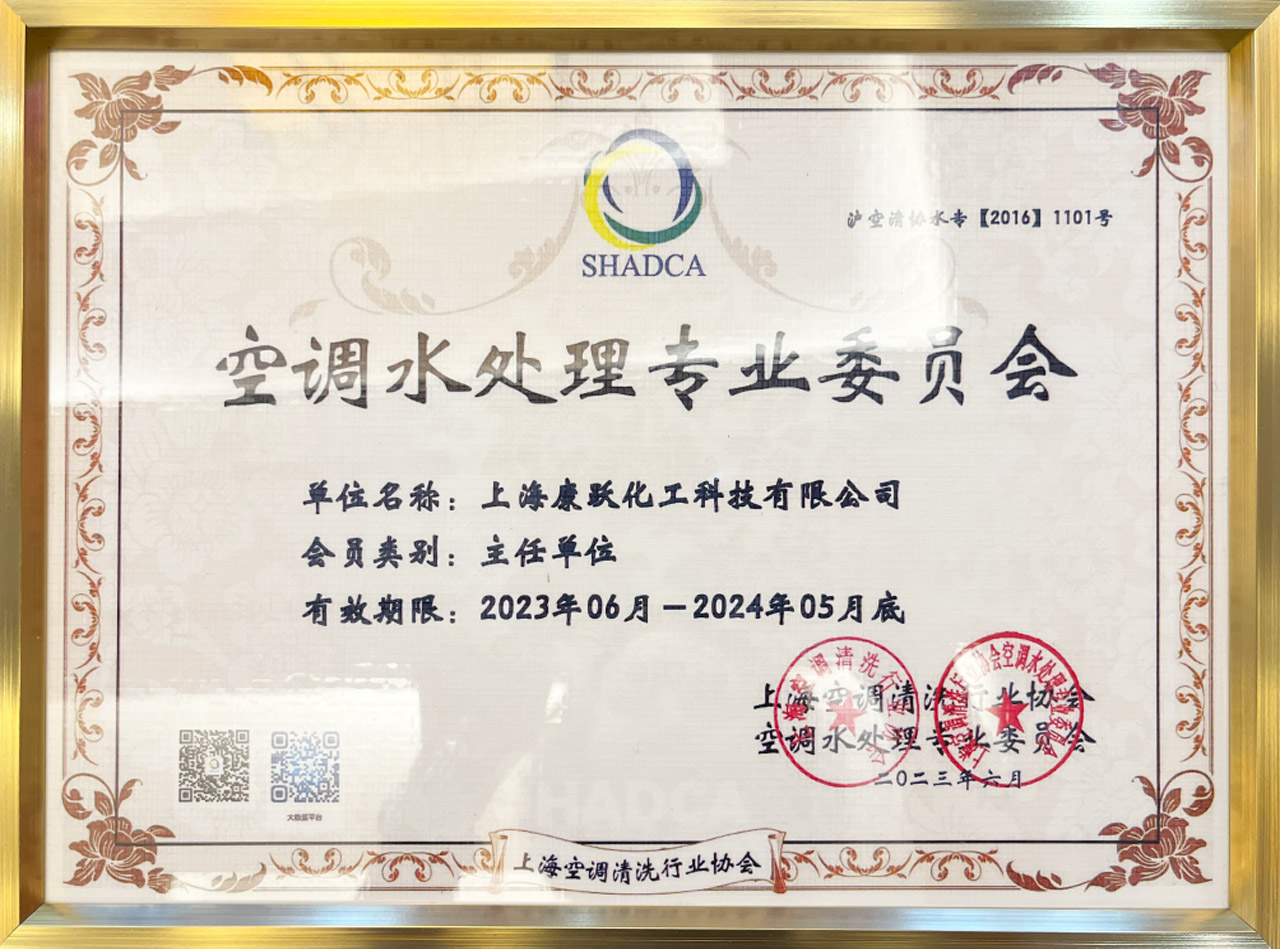 SHADCA
沪空清协水专【2016】1101号
空调水处理专业委员会
单位名称：上海康跃化工科技有限公司
会员类别：主任单位
有效期限：2023年06月－2024年05月底
上海空调清洗行业协会
空调水处理专业委员会
二〇二三年六月
大数据平台
上海空调清洗行业协会